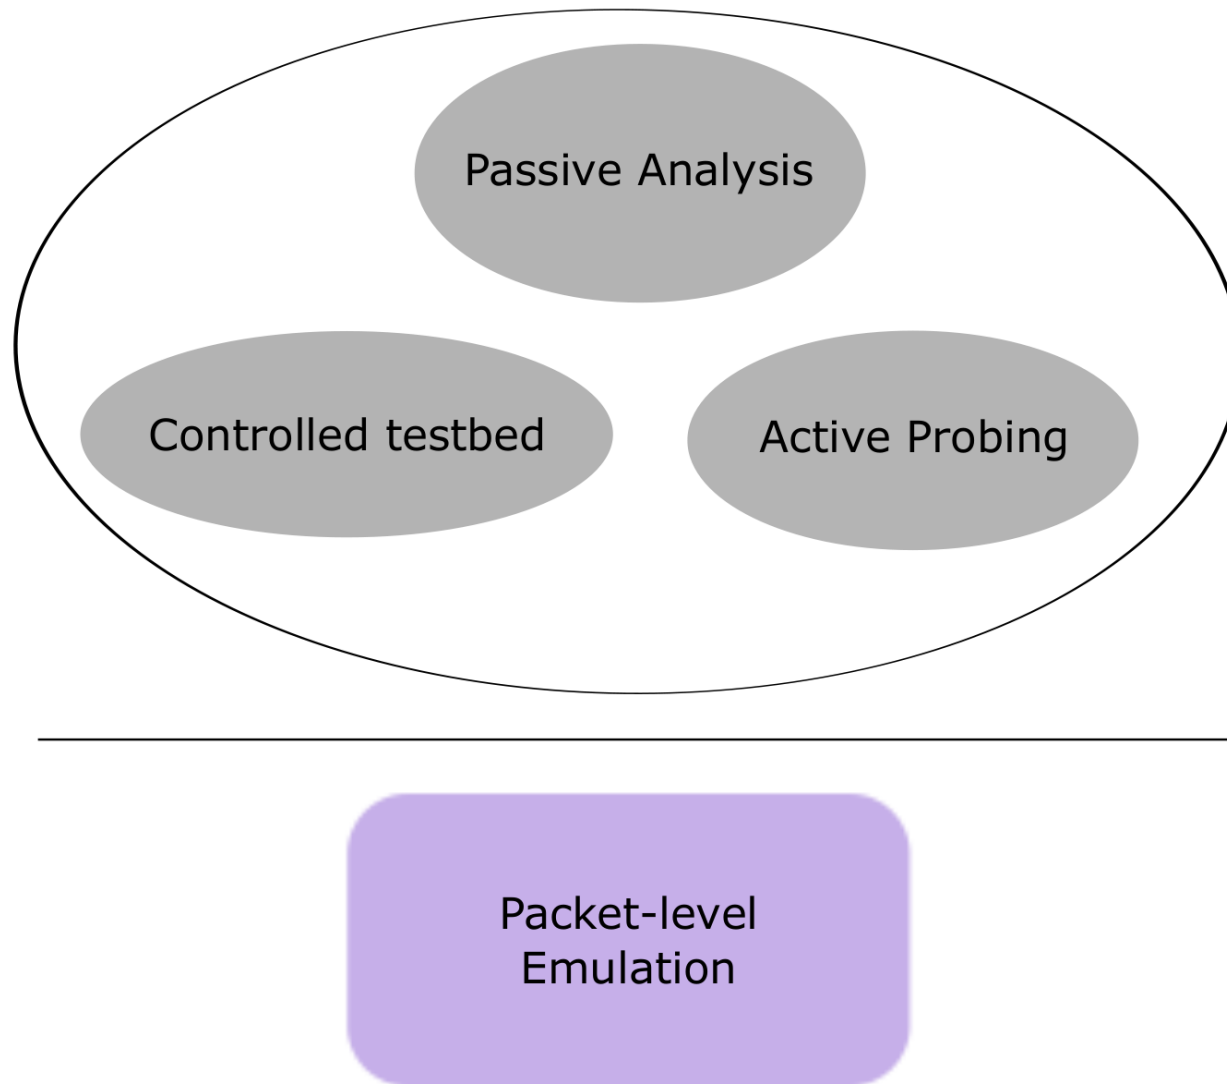 Passive Analysis
Controlled testbed
Active Probing
Packet-level
Emulation